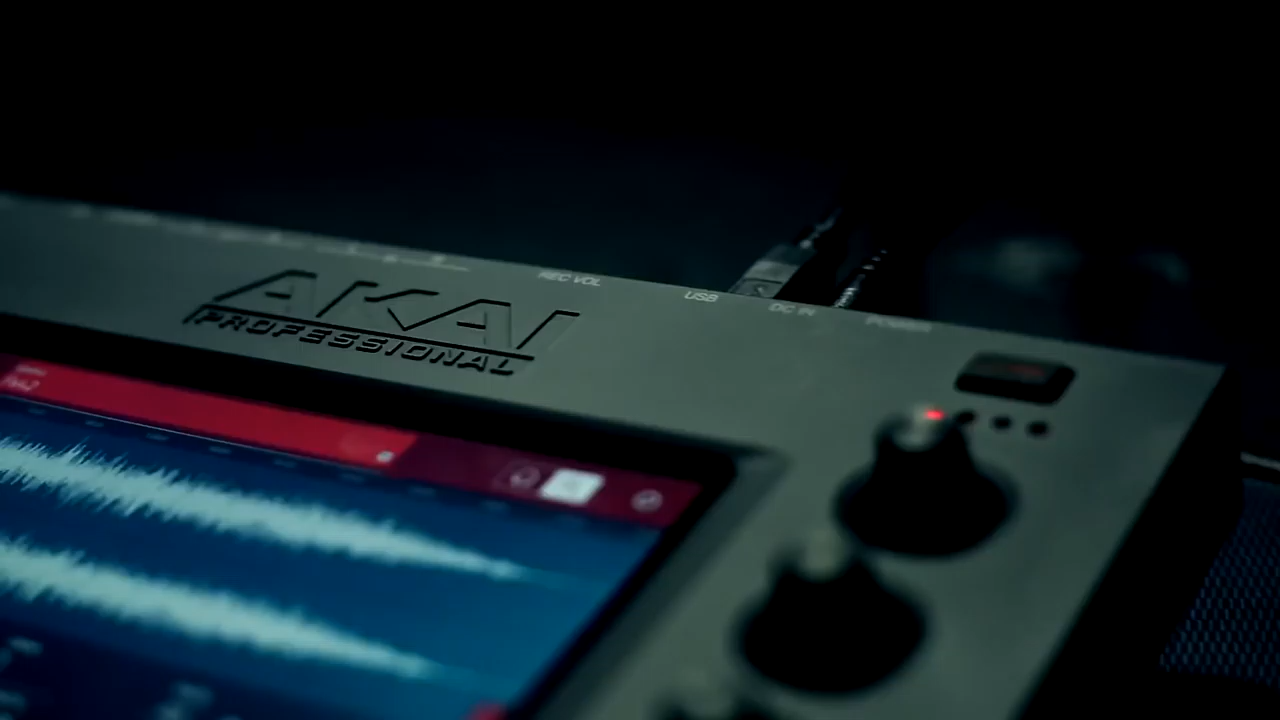 REC VOL
USB
DC IN
POWER
AKAI
PROFESSIONAL